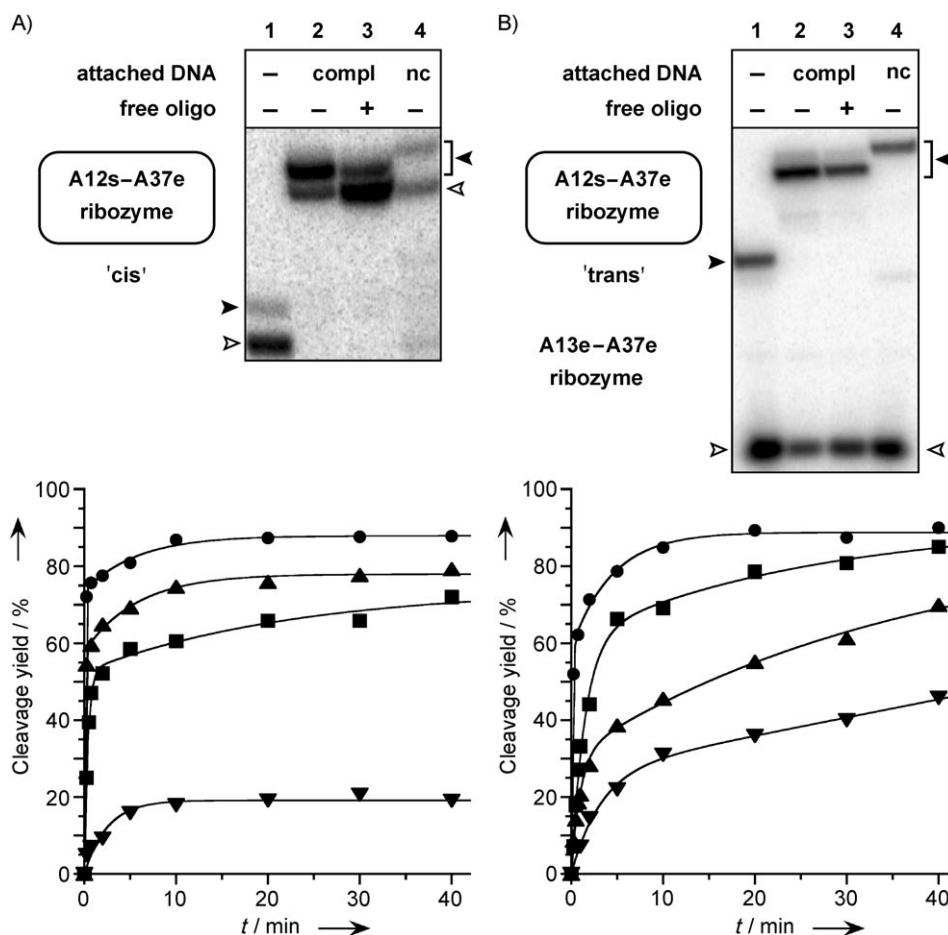 A)
1 2 3 4
attached DNA – compl nc
free oligo – – + –
A12s–A37e
ribozyme
'cis'
100
80
60
40
20
0
Cleavage yield / %
0 10 20 30 40
t / min
B)
1 2 3 4
attached DNA – compl nc
free oligo – – + –
A12s–A37e
ribozyme
'trans'
A13e–A37e
ribozyme
100
80
60
40
20
0
Cleavage yield / %
0 10 20 30 40
t / min